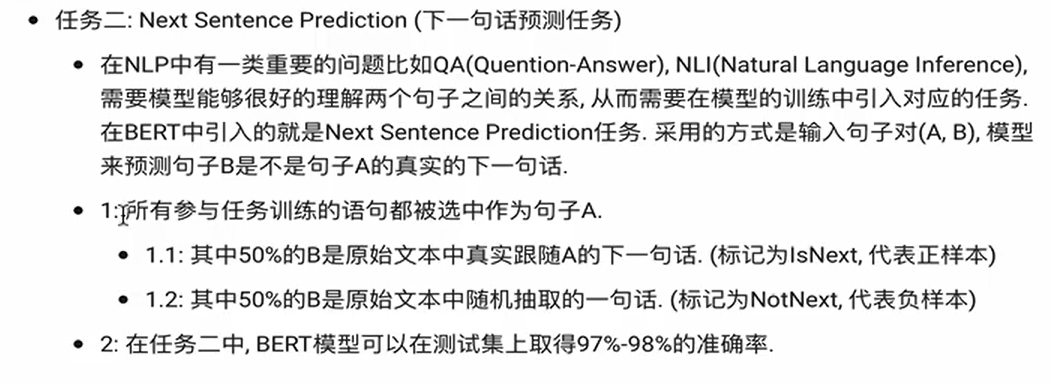 任务二: Next Sentence Prediction (下一句话预测任务)
在NLP中有一类重要的问题比如QA(Quention-Answer), NLI(Natural Language Inference),
需要模型能够很好的理解两个句子之间的关系, 从而需要在模型的训练中引入对应的任务.
在BERT中引入的就是Next Sentence Prediction任务. 采用的方式是输入句子对(A, B), 模型
来预测句子B是不是句子A的真实的下一句话.
1: 所有参与任务训练的语句都被选中作为句子A.
1.1: 其中50%的B是原始文本中真实跟随A的下一句话. (标记为IsNext, 代表正样本)
1.2: 其中50%的B是原始文本中随机抽取的一句话. (标记为NotNext, 代表负样本)
2: 在任务二中, BERT模型可以在测试集上取得97%-98%的准确率.